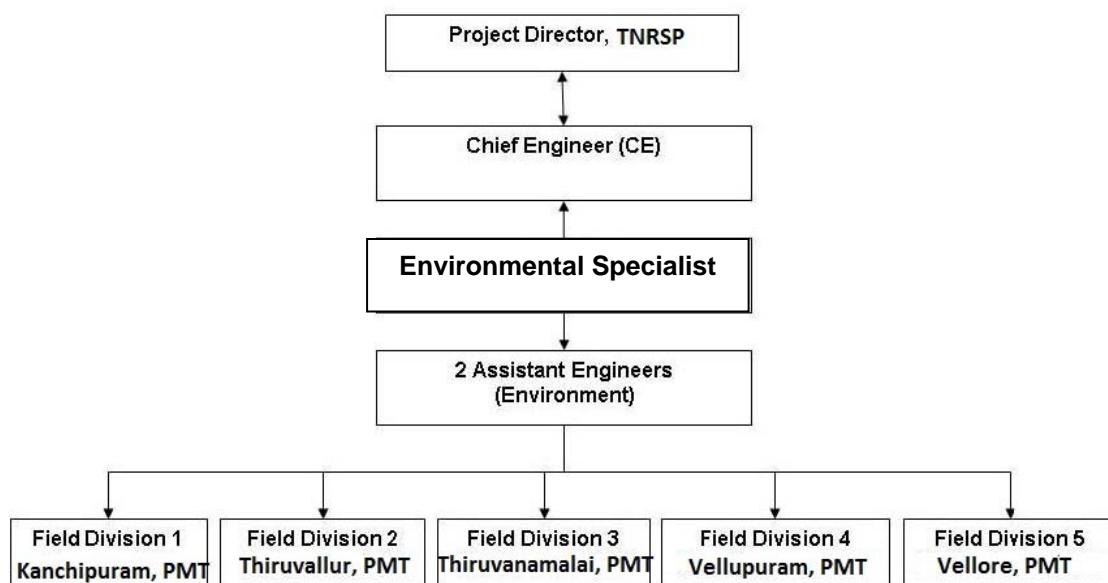 Project Director, TNRSP
Chief Engineer (CE)
Environmental Specialist
2 Assistant Engineers
(Environment)
Field Division 1
Kanchipuram, PMT
Field Division 2
Thiruvallur, PMT
Field Division 3
Thiruvanamalai, PMT
Field Division 4
Vellupuram, PMT
Field Division 5
Vellore, PMT